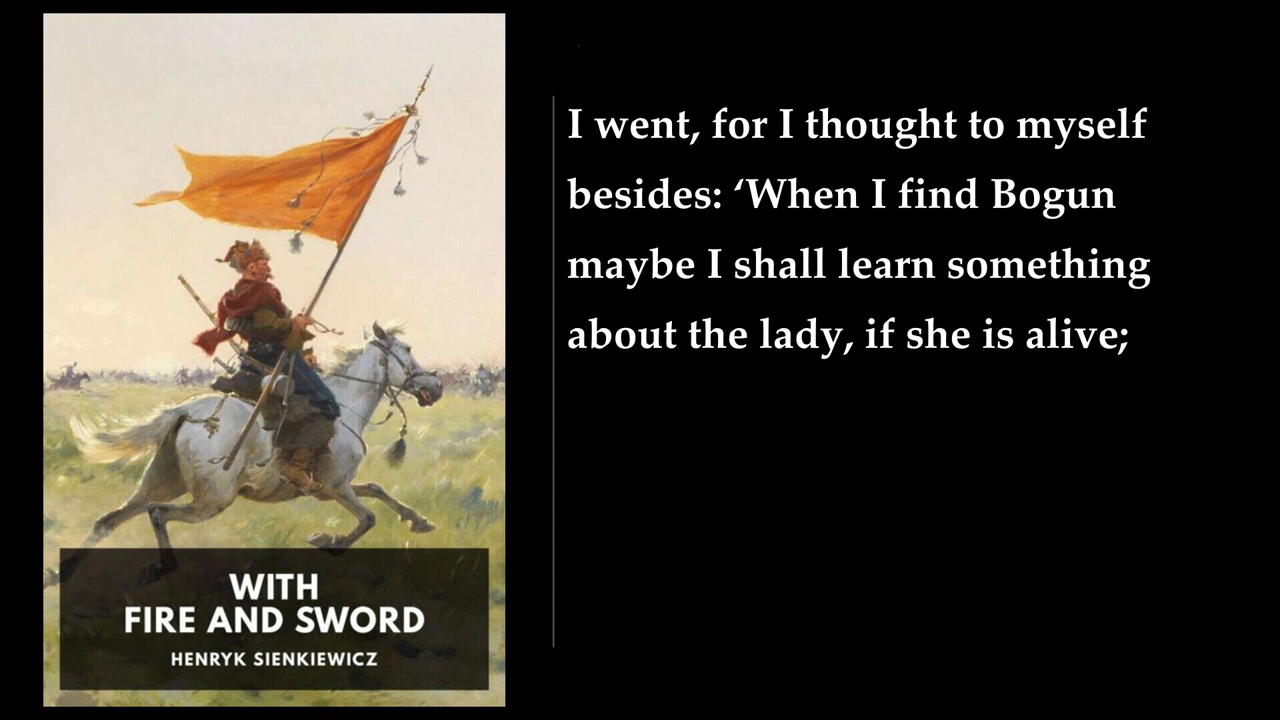 I went, for I thought to myself
besides: ‘When I find Bogun
maybe I shall learn something
about the lady, if she is alive;
WITH
FIRE AND SWORD
HENRYK SIENKIEWICZ